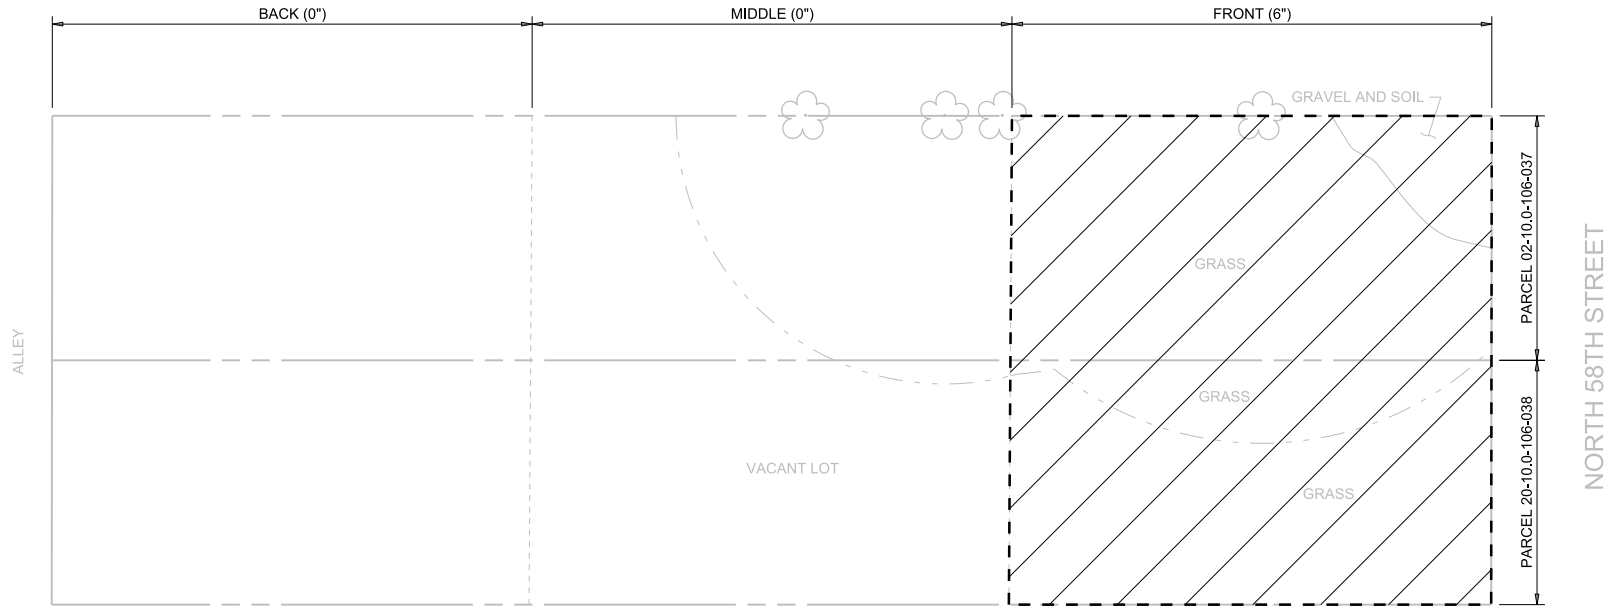 BACK (0")
MIDDLE (0")
FRONT (6")
GRAVEL AND SOIL
PARCEL 02-10.0-106-037
GRASS
NORTH 58TH STREET
ALLEY
GRASS
PARCEL 20-10.0-106-038
VACANT LOT
GRASS